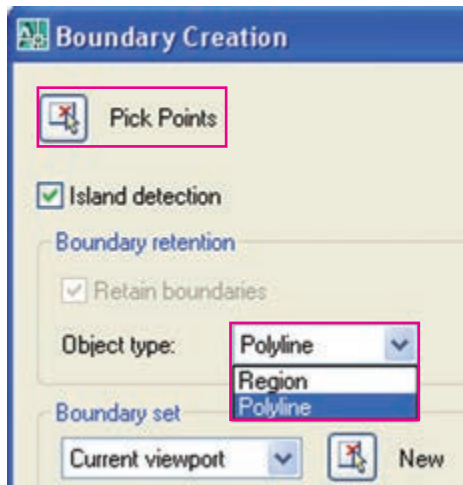 Boundary Creation
Pick Points
Island detection
Boundary retention
Retain boundaries
Object type: Polyline
Region
Polyline
Boundary set
Current viewport New